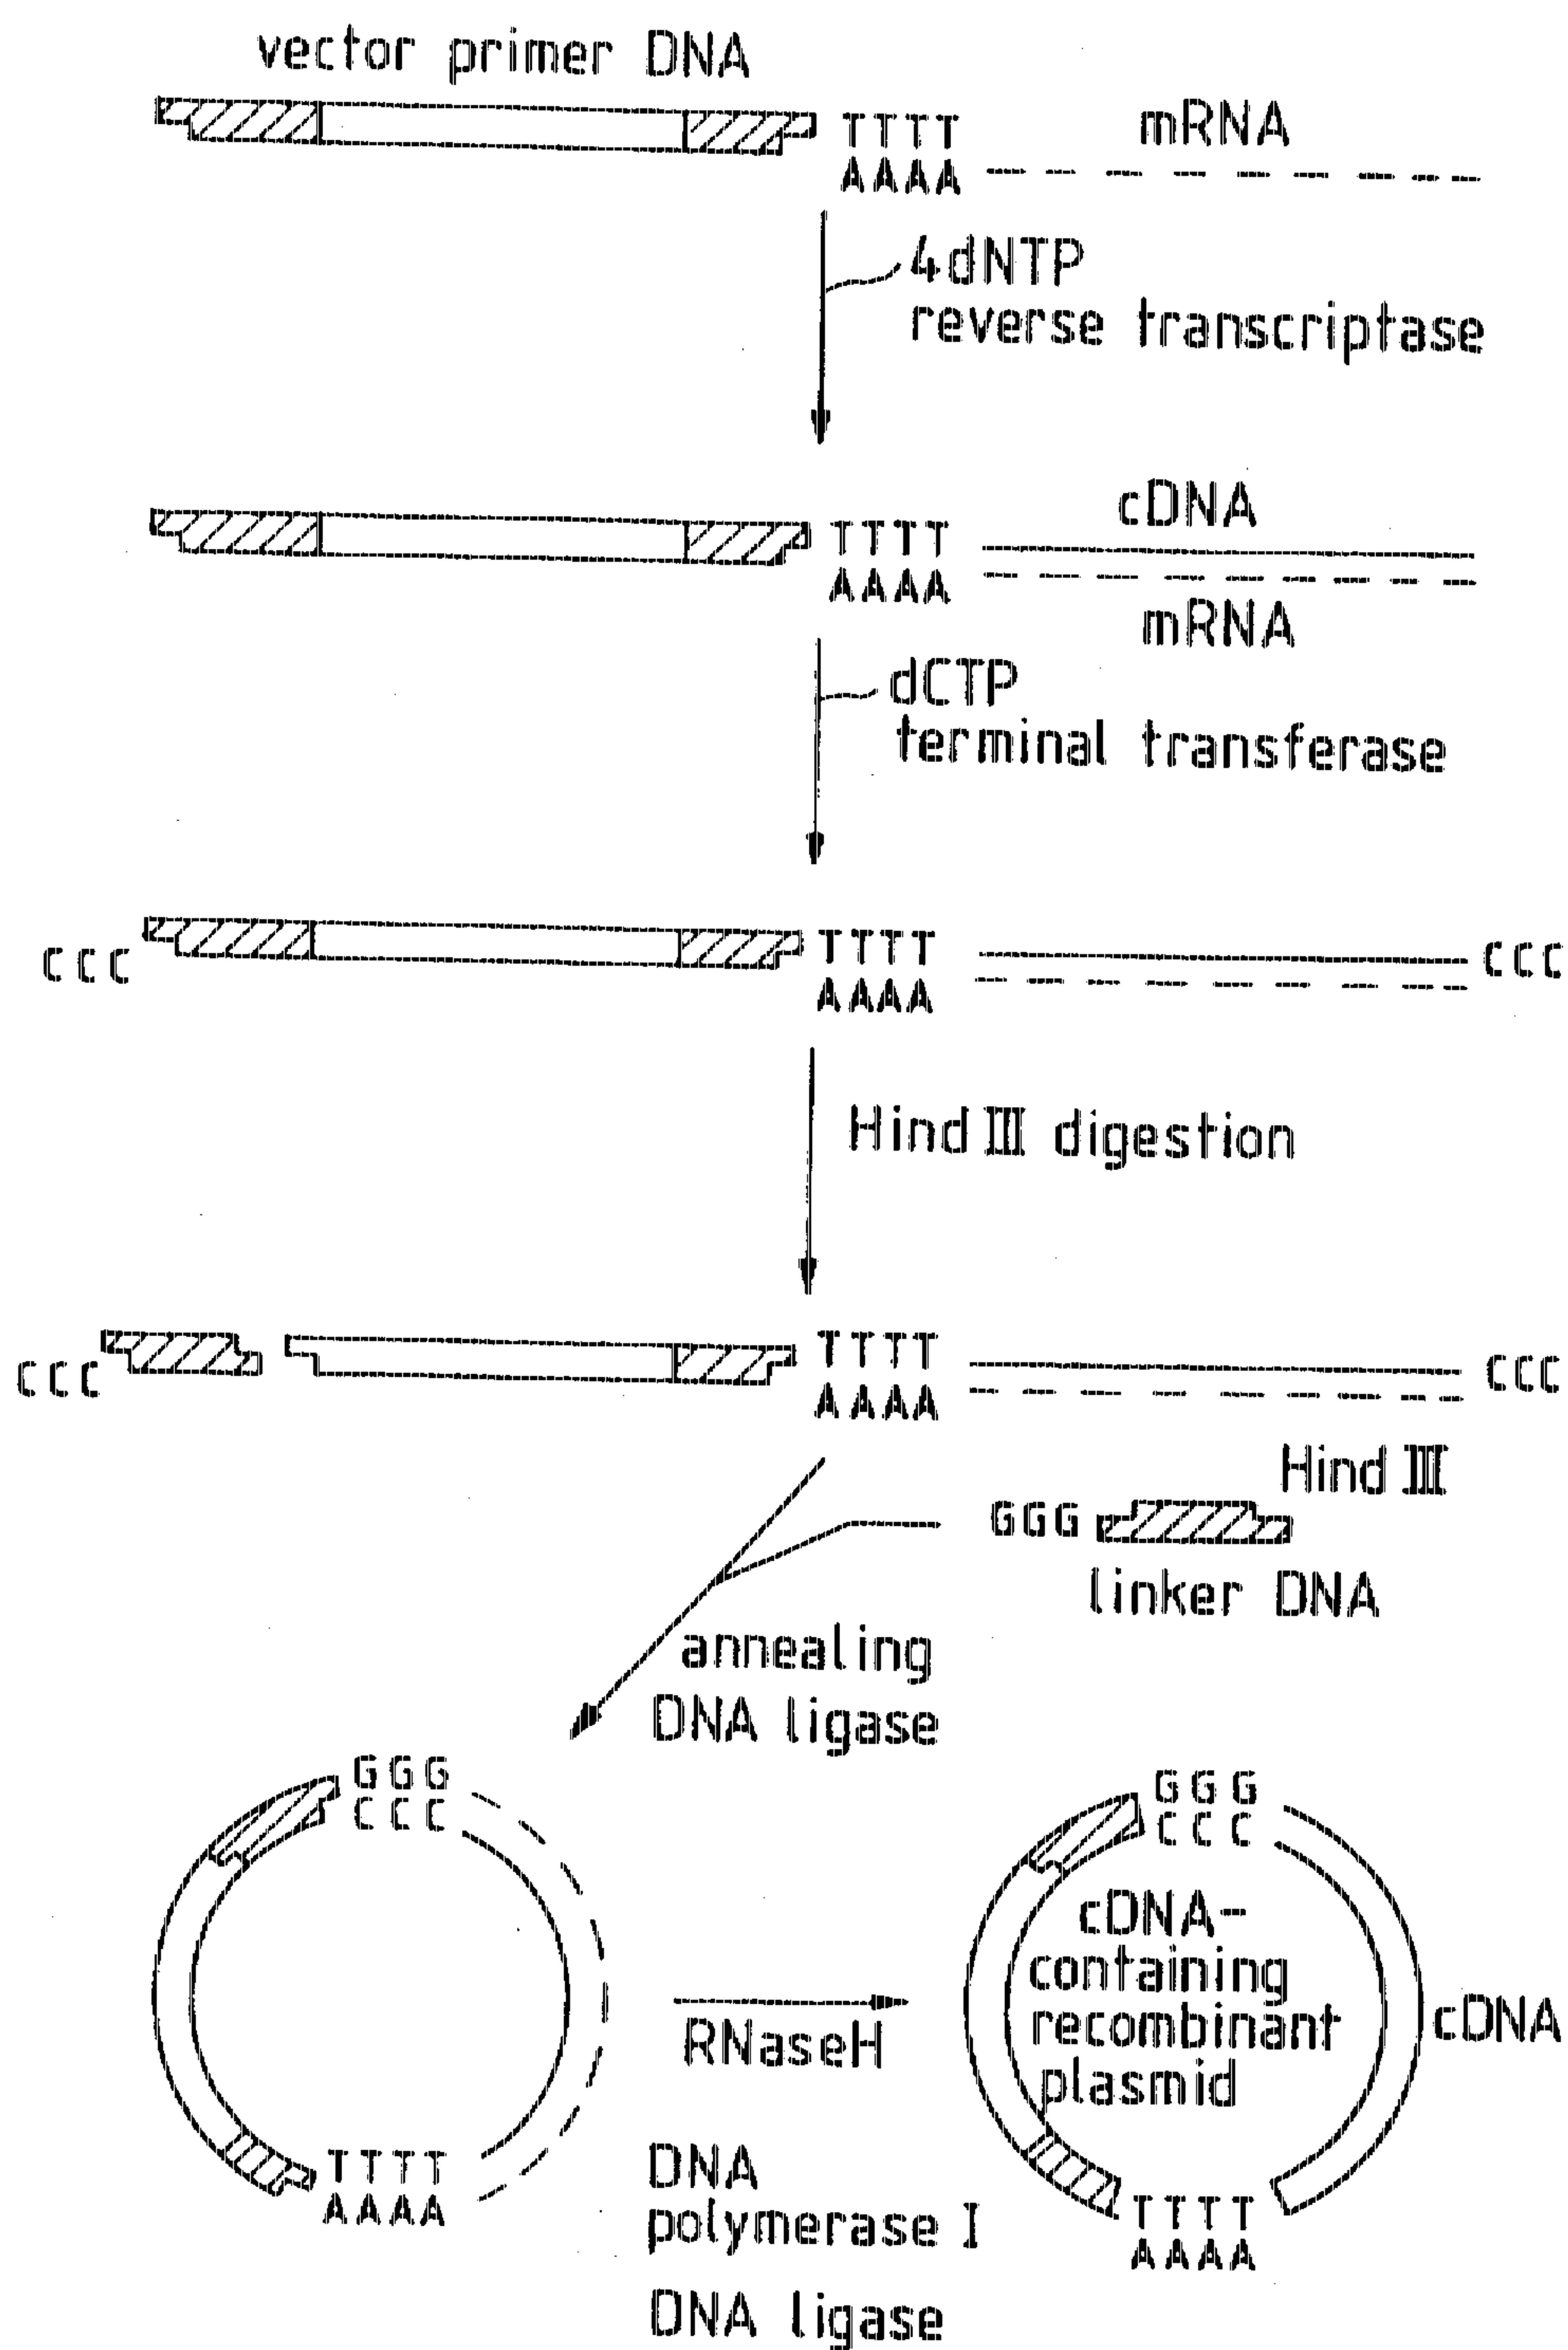 vector primer DNA
TTTT
mRNA
AAAA
4dNTP
reverse transcriptase
cDNA
TTTT
AAAA
mRNA
dCTP
terminal transferase
CCC
TTTT
CCC
AAAA
Hind III digestion
CCC
TTTT
CCC
AAAA
Hind III
GGG
linker DNA
annealing
DNA ligase
GGG
CCC
GGG
CCC
cDNA-
containing
recombinant
plasmid
cDNA
RNaseH
TTTT
AAAA
DNA
polymerase I
DNA ligase
TTTT
AAAA